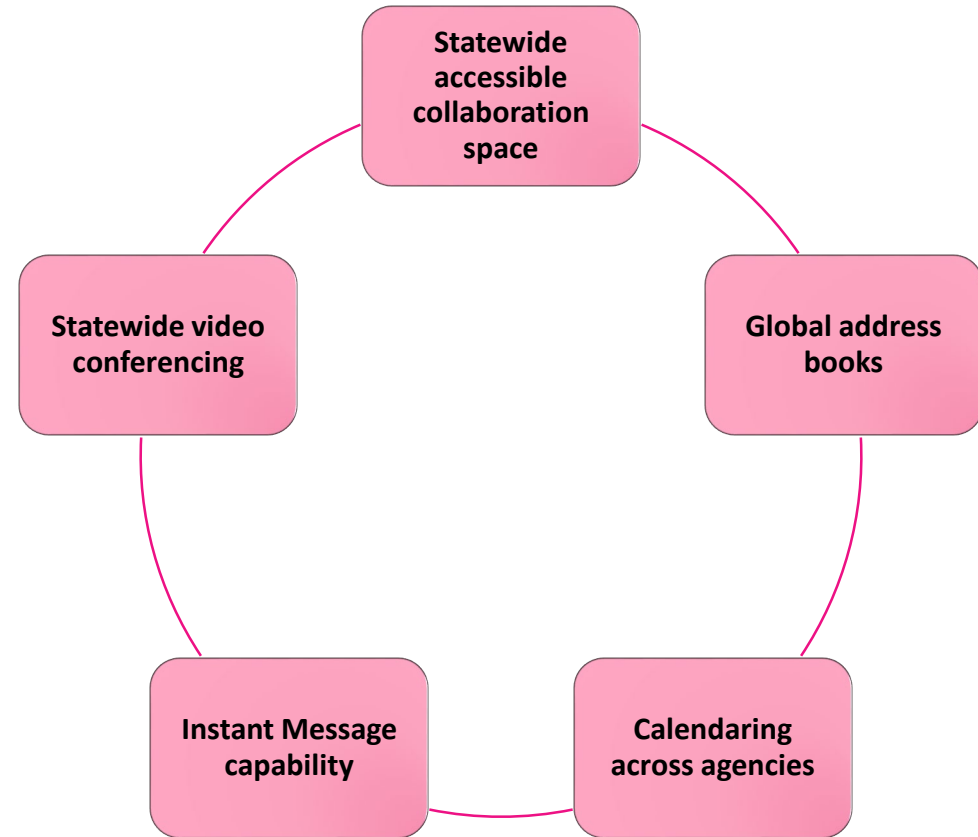 Statewide
accessible
collaboration
space
Statewide video
conferencing
Global address
books
Instant Message
capability
Calendaring
across agencies